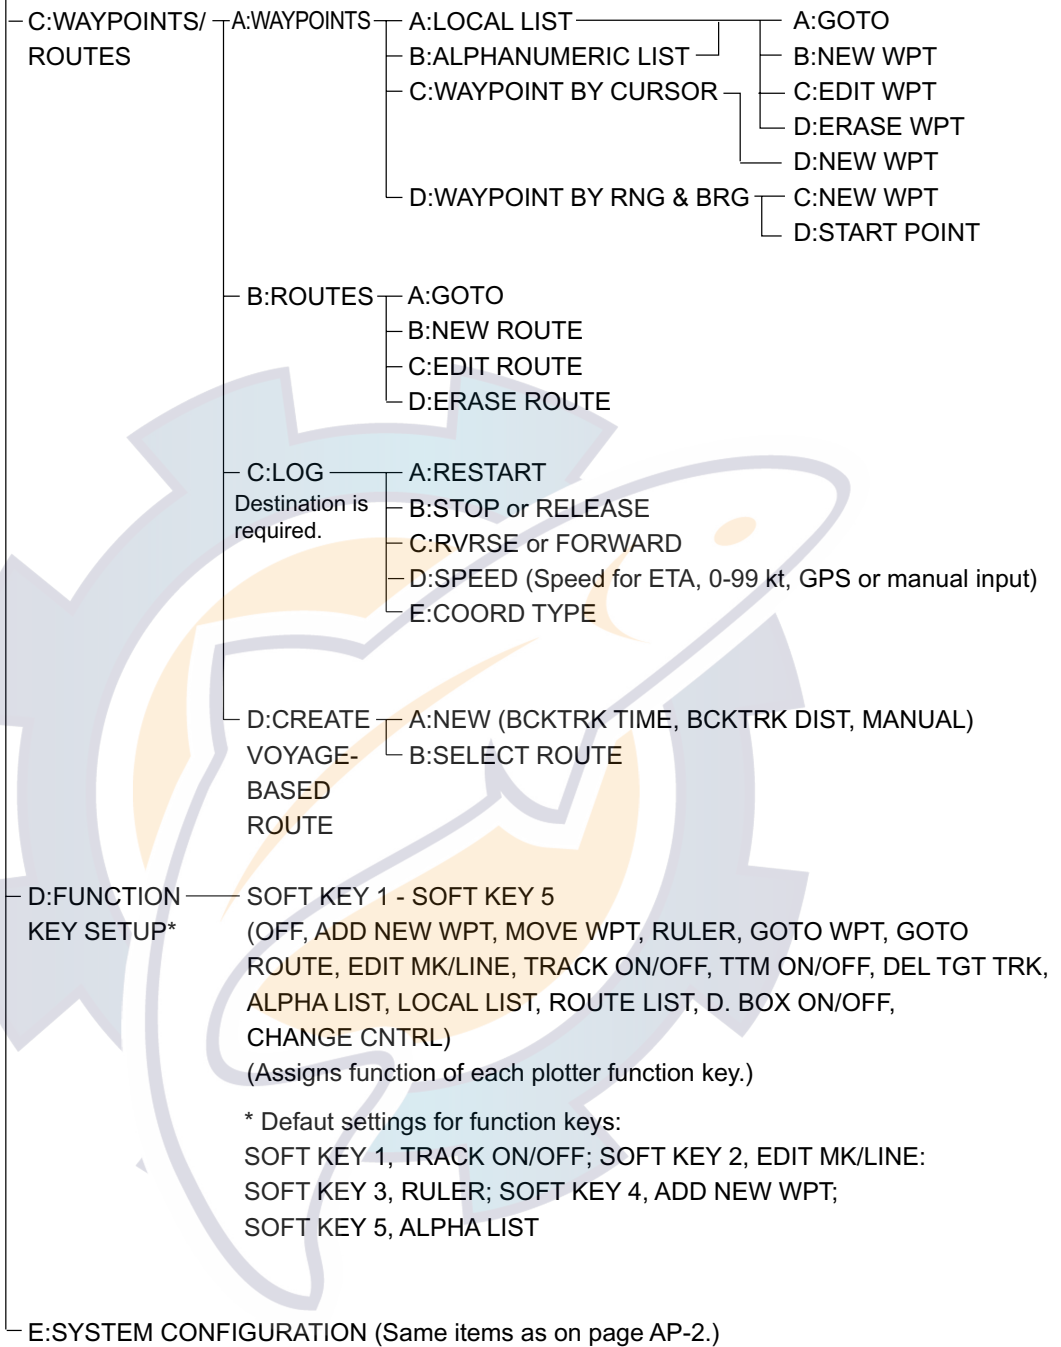 C:WAYPOINTS/ A:WAYPOINTS A:LOCAL LIST A:GOTO
ROUTES B:ALPHANUMERIC LIST B:NEW WPT
C:WAYPOINT BY CURSOR C:EDIT WPT
D:ERASE WPT
D:NEW WPT
D:WAYPOINT BY RNG & BRG C:NEW WPT
D:START POINT
B:ROUTES A:GOTO
B:NEW ROUTE
C:EDIT ROUTE
D:ERASE ROUTE
C:LOG A:RESTART
Destination is B:STOP or RELEASE
required.
C:RVRSE or FORWARD
D:SPEED (Speed for ETA, 0-99 kt, GPS or manual input)
E:COORD TYPE
D:CREATE A:NEW (BCKTRK TIME, BCKTRK DIST, MANUAL)
VOYAGE- B:SELECT ROUTE
BASED
ROUTE
D:FUNCTION SOFT KEY 1 - SOFT KEY 5
KEY SETUP* (OFF, ADD NEW WPT, MOVE WPT, RULER, GOTO WPT, GOTO
ROUTE, EDIT MK/LINE, TRACK ON/OFF, TTM ON/OFF, DEL TGT TRK,
ALPHA LIST, LOCAL LIST, ROUTE LIST, D. BOX ON/OFF,
CHANGE CNTRL)
(Assigns function of each plotter function key.)
* Defaut settings for function keys:
SOFT KEY 1, TRACK ON/OFF; SOFT KEY 2, EDIT MK/LINE:
SOFT KEY 3, RULER; SOFT KEY 4, ADD NEW WPT;
SOFT KEY 5, ALPHA LIST
E:SYSTEM CONFIGURATION (Same items as on page AP-2.)